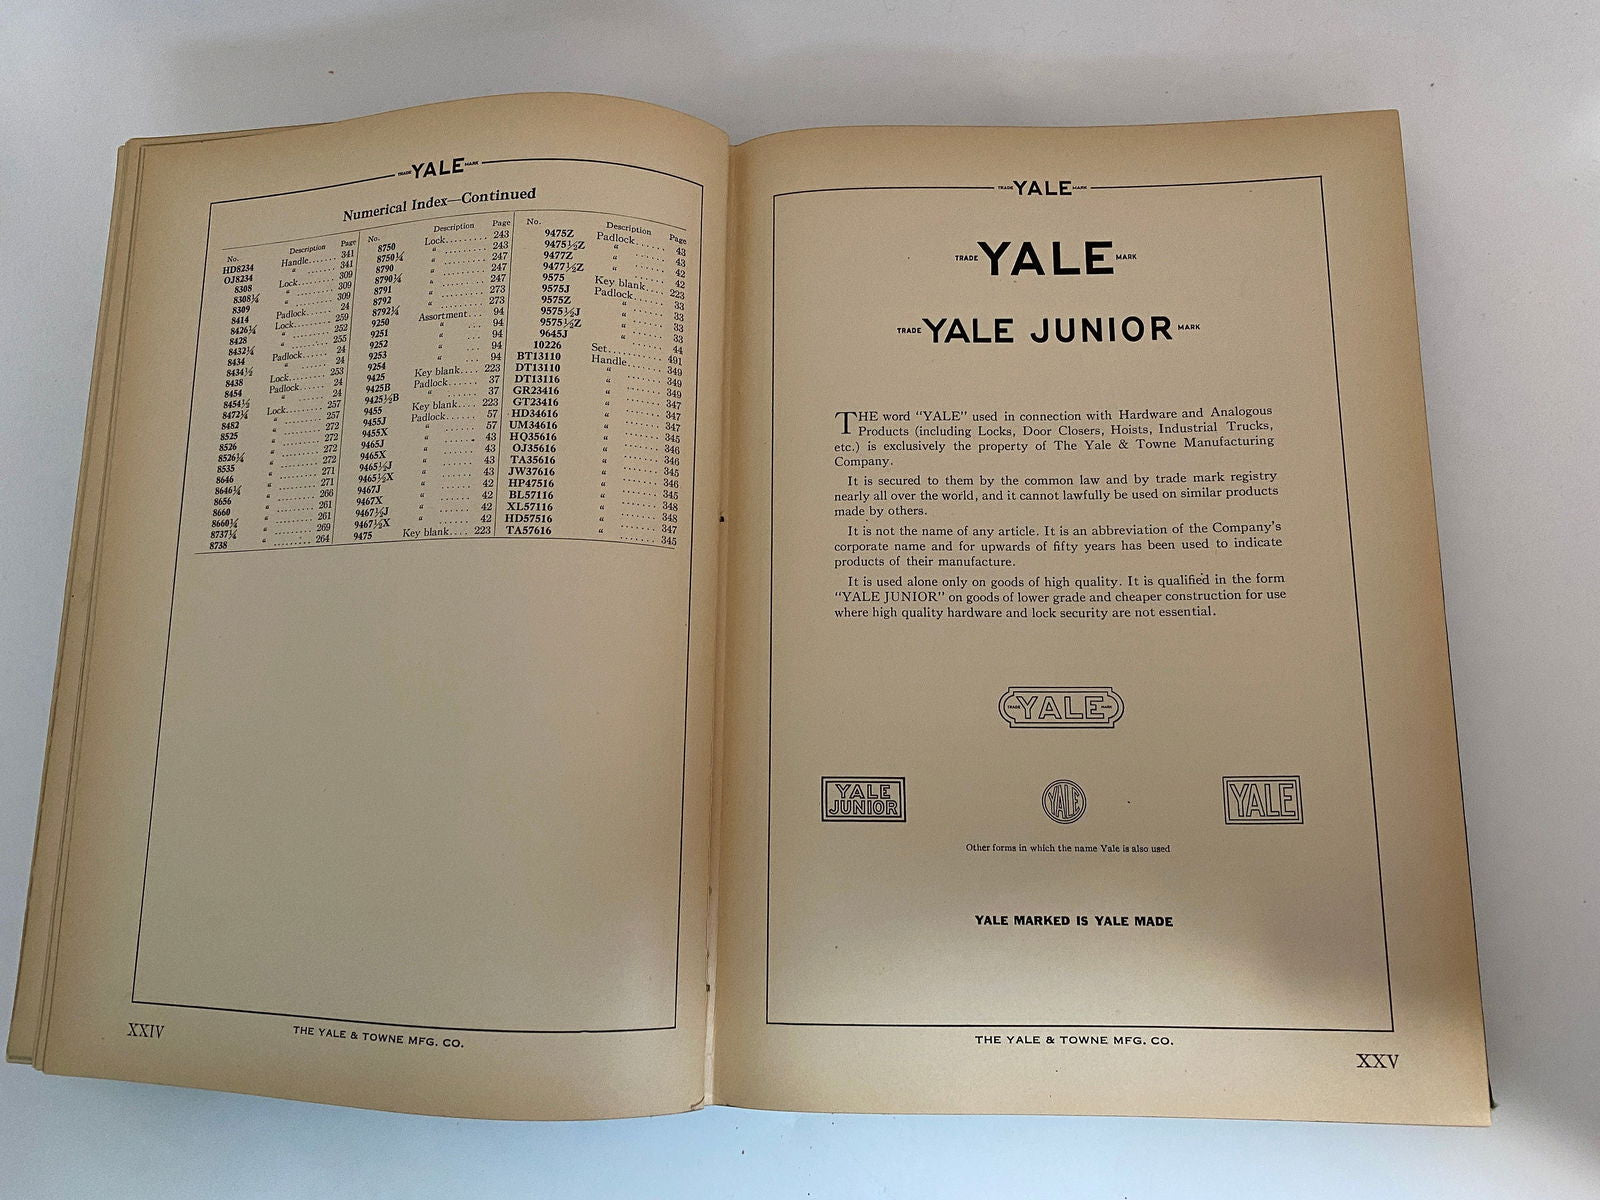 TRADE YALE MARK
Numerical Index—Continued
No. Description Page
HD8234 Handle....... 341
OJ8234 “ ....... 341
8308 Lock......... 309
8308¼ “ ......... 309
8309 “ ......... 309
8414 Padlock...... 24
8426¼ Lock......... 259
8428 “ ......... 252
8432¼ “ ......... 255
8434 Padlock...... 24
8434½ “ ...... 24
8438 Lock......... 253
8454 Padlock...... 24
8454½ “ ...... 24
8472¼ Lock......... 257
8482 “ ......... 257
8525 “ ......... 272
8526 “ ......... 272
8526¼ “ ......... 272
8535 “ ......... 272
8646 “ ......... 271
8646¼ “ ......... 271
8656 “ ......... 266
8660 “ ......... 261
8660¾ “ ......... 261
8737¼ “ ......... 269
8738 “ ......... 264
No. Description Page
8750 Lock......... 243
8750¼ “ ......... 243
8790 “ ......... 247
8790¼ “ ......... 247
8791 “ ......... 247
8792 “ ......... 273
8792¼ “ ......... 273
9250 Assortment... 94
9251 “ ... 94
9252 “ ... 94
9253 “ ... 94
9254 “ ... 94
9425 Key blank.... 223
9425B Padlock...... 37
9425½B “ ...... 37
9455 Key blank.... 223
9455J Padlock...... 57
9455X “ ...... 57
9465J “ ...... 43
9465X “ ...... 43
9465½J “ ...... 43
9465½X “ ...... 43
9467J “ ...... 42
9467X “ ...... 42
9467½J “ ...... 42
9467½X “ ...... 42
9475 Key blank.... 223
No. Description Page
9475Z Padlock...... 43
9475½Z “ ...... 43
9477Z “ ...... 42
9477½Z “ ...... 42
9575 Key blank.... 223
9575J Padlock...... 33
9575Z “ ...... 33
9575½J “ ...... 33
9575½Z “ ...... 33
9645J “ ...... 44
10226 Set.......... 491
BT13110 Handle....... 349
DT13110 “ ....... 349
DT13116 “ ....... 349
GR23416 “ ....... 347
GT23416 “ ....... 347
HD34616 “ ....... 347
UM34616 “ ....... 345
HQ35616 “ ....... 346
OJ35616 “ ....... 346
TA35616 “ ....... 345
JW37616 “ ....... 346
HP47516 “ ....... 345
BL57116 “ ....... 348
XL57116 “ ....... 348
HD57516 “ ....... 347
TA57616 “ ....... 345
XXIV
THE YALE & TOWNE MFG. CO.
TRADE YALE MARK
TRADE YALE MARK
TRADE YALE JUNIOR MARK
THE word “YALE” used in connection with Hardware and Analogous
Products (including Locks, Door Closers, Hoists, Industrial Trucks,
etc.) is exclusively the property of The Yale & Towne Manufacturing
Company.
It is secured to them by the common law and by trade mark registry
nearly all over the world, and it cannot lawfully be used on similar products
made by others.
It is not the name of any article. It is an abbreviation of the Company’s
corporate name and for upwards of fifty years has been used to indicate
products of their manufacture.
It is used alone only on goods of high quality. It is qualified in the form
“YALE JUNIOR” on goods of lower grade and cheaper construction for use
where high quality hardware and lock security are not essential.
TRADE YALE MARK
YALE
JUNIOR
YALE
YALE
Other forms in which the name Yale is also used
YALE MARKED IS YALE MADE
THE YALE & TOWNE MFG. CO.
XXV